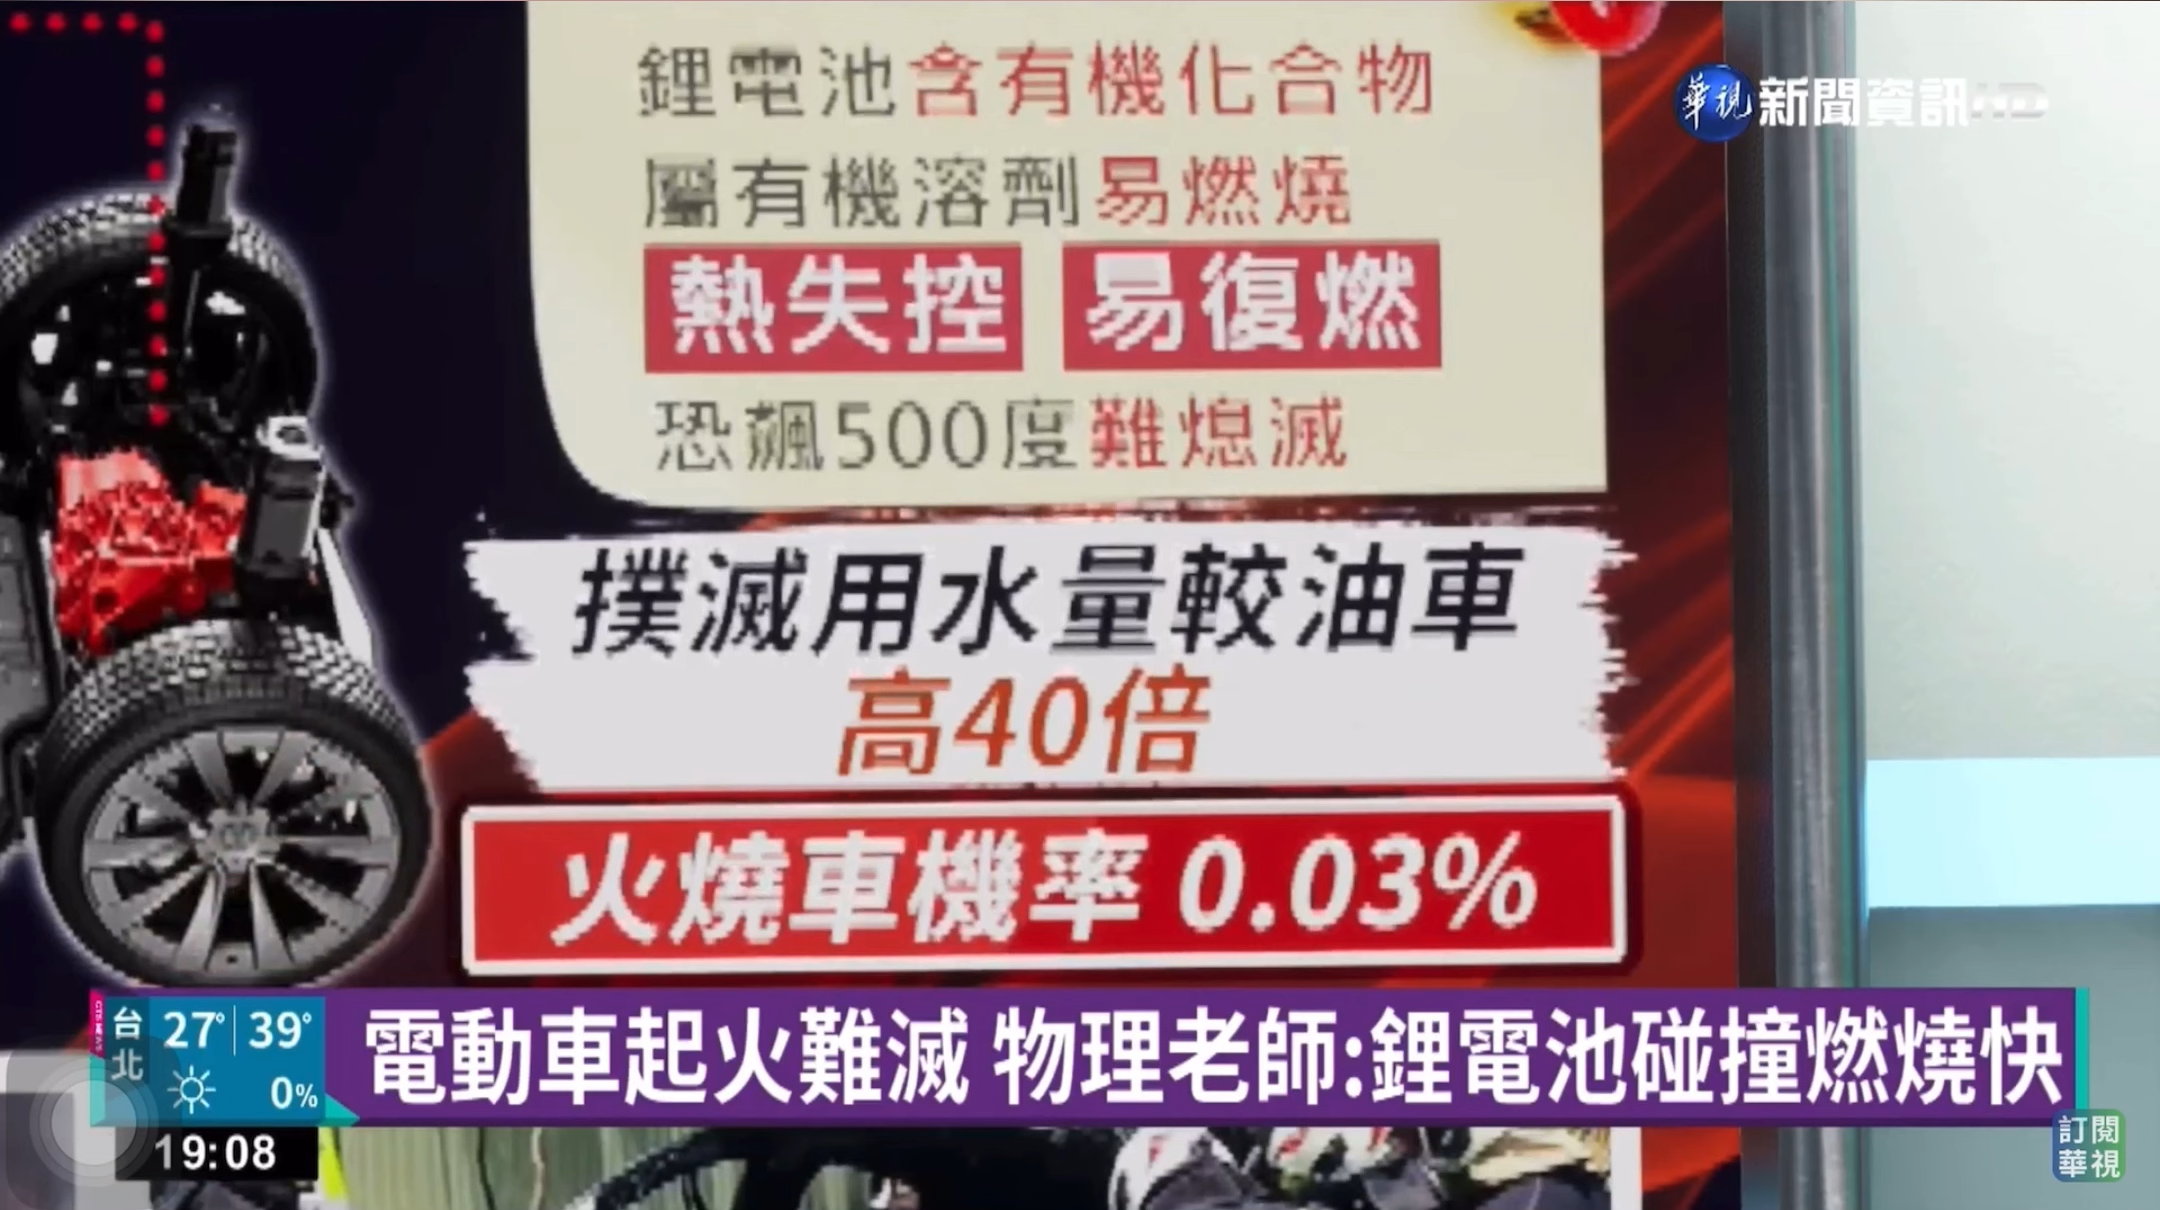 鋰電池含有機化合物
屬有機溶劑易燃燒
熱失控 易復燃
恐飆500度難熄滅
撲滅用水量較油車
高40倍
火燒車機率 0.03%
華視 新聞資訊HD
電動車起火難滅 物理老師:鋰電池碰撞燃燒快
台北
27° 39°
0%
19:08
訂閱
華視